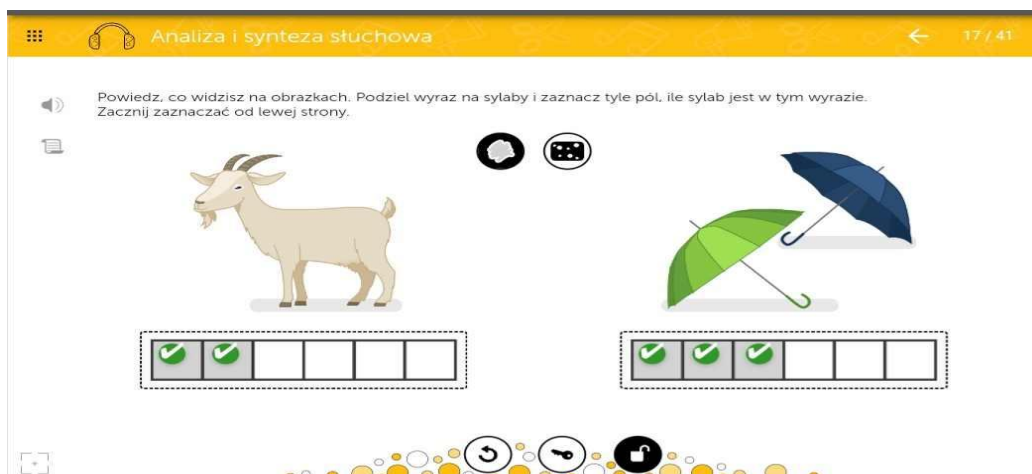 Analiza i synteza słuchowa
17 / 41
Powiedz, co widzisz na obrazkach. Podziel wyraz na sylaby i zaznacz tyle pól, ile sylab jest w tym wyrazie.
Zacznij zaznaczać od lewej strony.